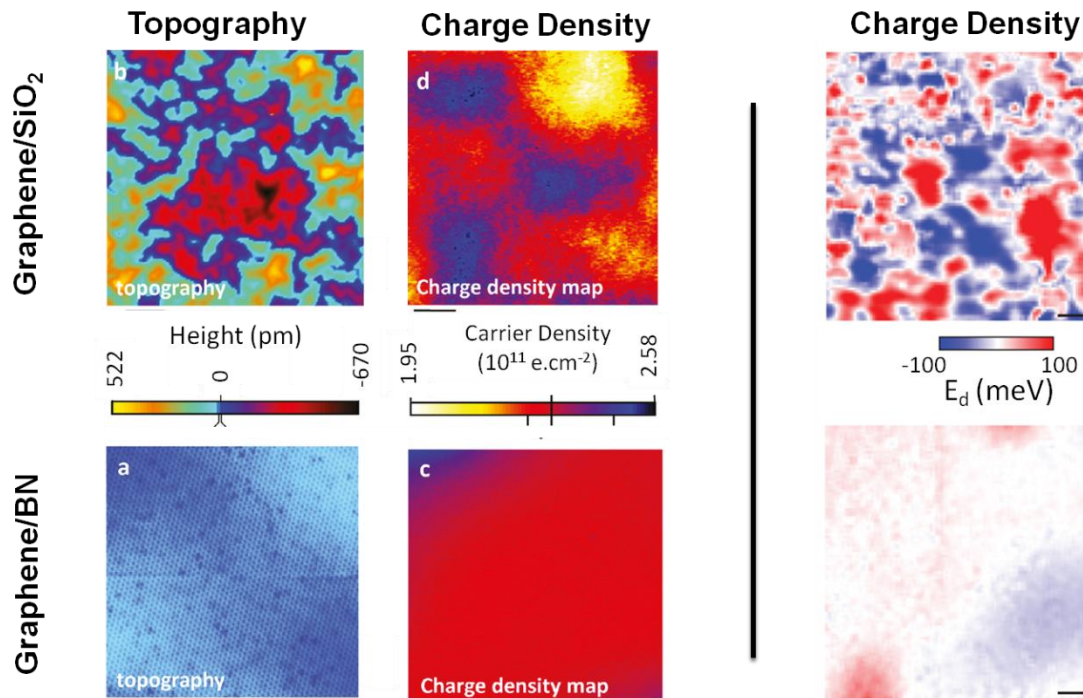 Topography
Charge Density
Charge Density
Graphene/SiO₂
b
topography
d
Charge density map
Height (pm)
522
0
-670
Carrier Density
(10¹¹ e.cm⁻²)
1.95
2.58
-100
100
E_d (meV)
Graphene/BN
a
topography
c
Charge density map